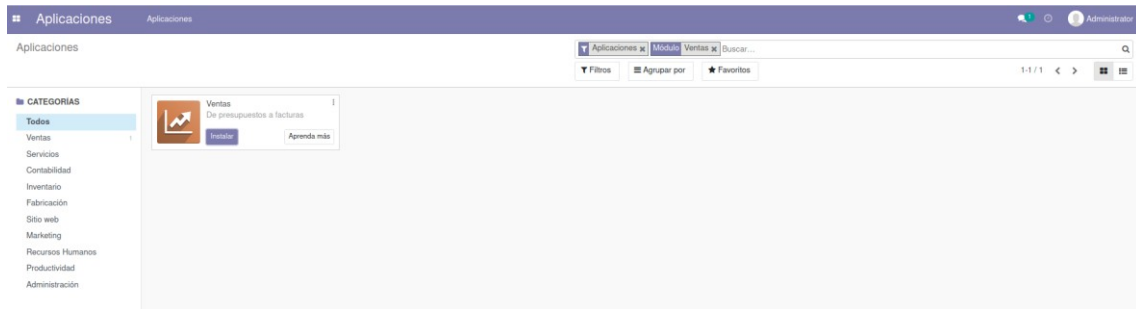 Aplicaciones Aplicaciones 1 Administrator
Aplicaciones Aplicaciones x Módulo Ventas x Buscar...
Filtros Agrupar por Favoritos 1-1 / 1
CATEGORÍAS
Todos
Ventas 1
Servicios
Contabilidad
Inventario
Fabricación
Sitio web
Marketing
Recursos Humanos
Productividad
Administración
Ventas
De presupuestos a facturas
Instalar Aprenda más